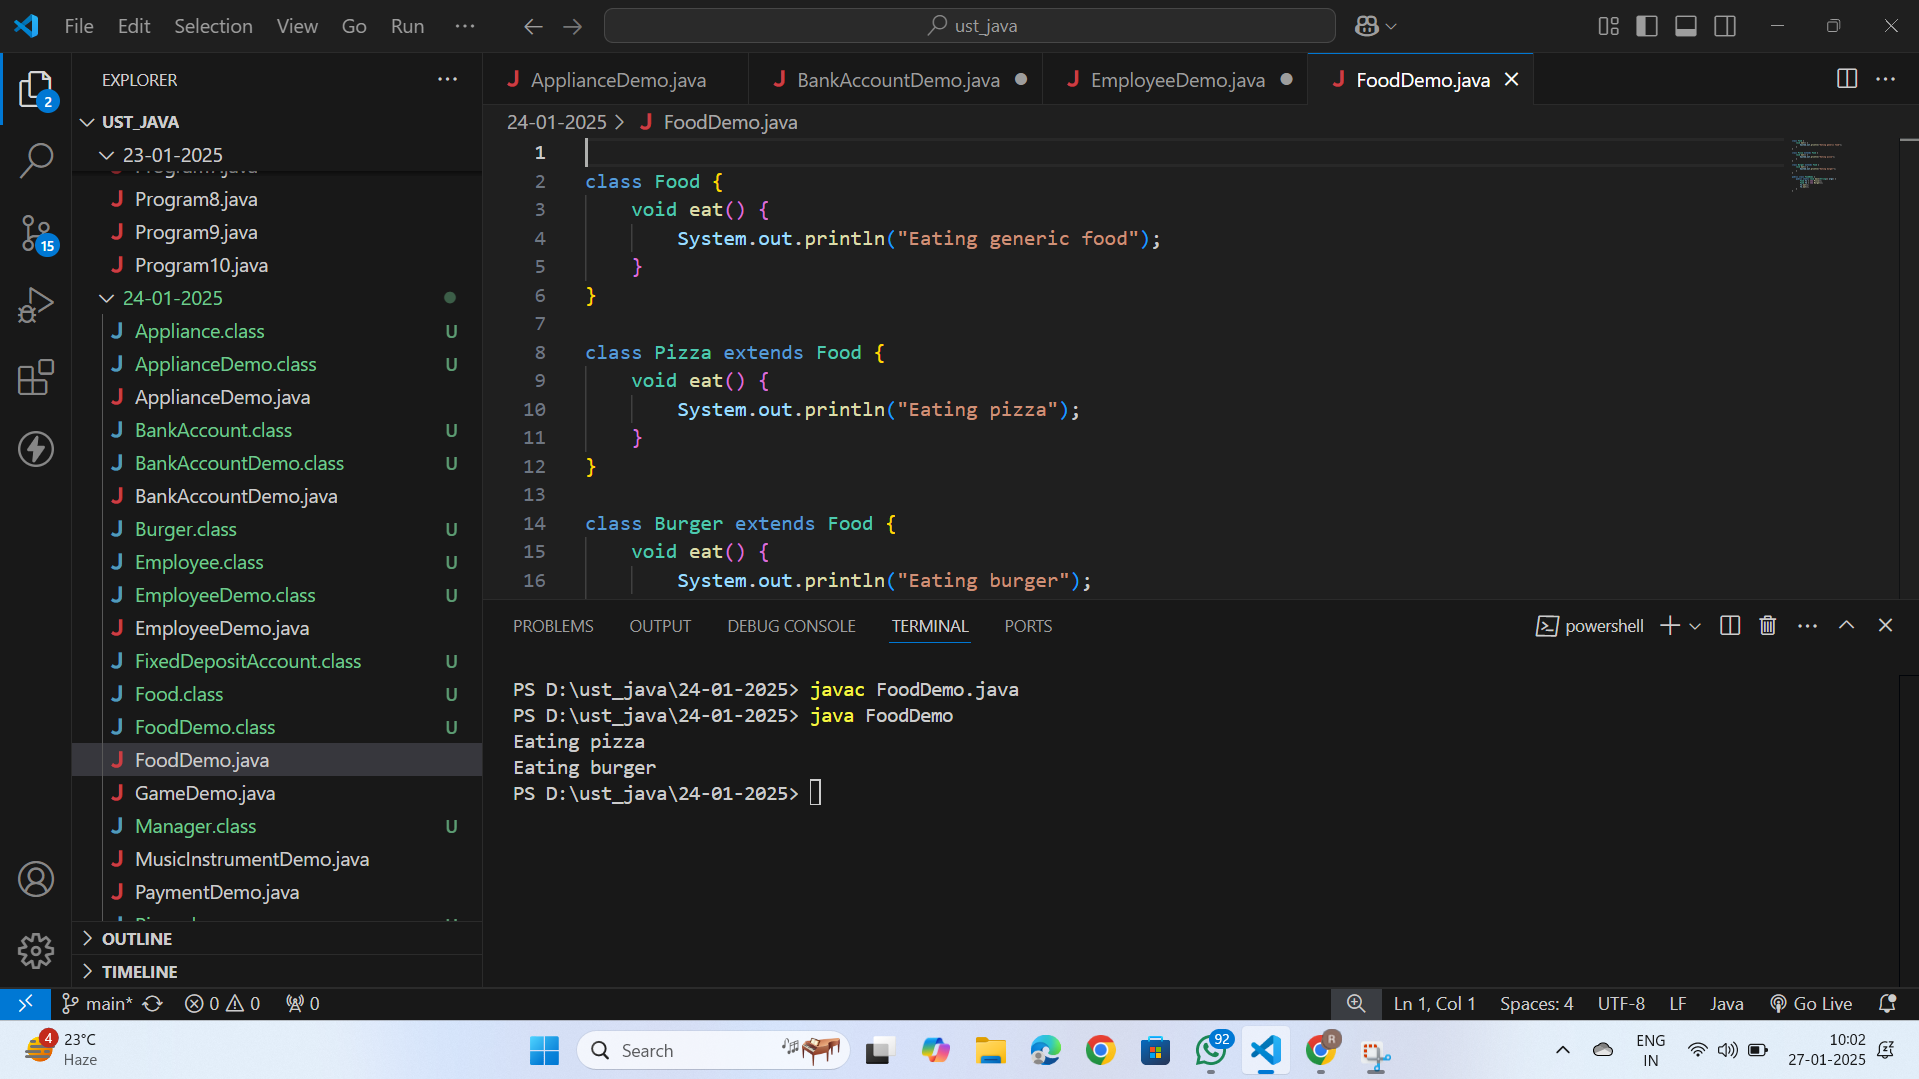 File Edit Selection View Go Run
ust_java
EXPLORER
UST_JAVA
23-01-2025
Program8.java
Program9.java
Program10.java
24-01-2025
Appliance.class U
ApplianceDemo.class U
ApplianceDemo.java
BankAccount.class U
BankAccountDemo.class U
BankAccountDemo.java
Burger.class U
Employee.class U
EmployeeDemo.class U
EmployeeDemo.java
FixedDepositAccount.class U
Food.class U
FoodDemo.class U
FoodDemo.java
GameDemo.java
Manager.class U
MusicInstrumentDemo.java
PaymentDemo.java
OUTLINE
TIMELINE
2
15
ApplianceDemo.java BankAccountDemo.java EmployeeDemo.java FoodDemo.java
24-01-2025 > FoodDemo.java
1
2 class Food {
3 void eat() {
4 System.out.println("Eating generic food");
5 }
6 }
7
8 class Pizza extends Food {
9 void eat() {
10 System.out.println("Eating pizza");
11 }
12 }
13
14 class Burger extends Food {
15 void eat() {
16 System.out.println("Eating burger");
PROBLEMS OUTPUT DEBUG CONSOLE TERMINAL PORTS powershell
PS D:\ust_java\24-01-2025> javac FoodDemo.java
PS D:\ust_java\24-01-2025> java FoodDemo
Eating pizza
Eating burger
PS D:\ust_java\24-01-2025>
main* 0 0 0 Ln 1, Col 1 Spaces: 4 UTF-8 LF Java Go Live
4 23°C
Haze
Search
92
R
ENG
IN
10:02
27-01-2025